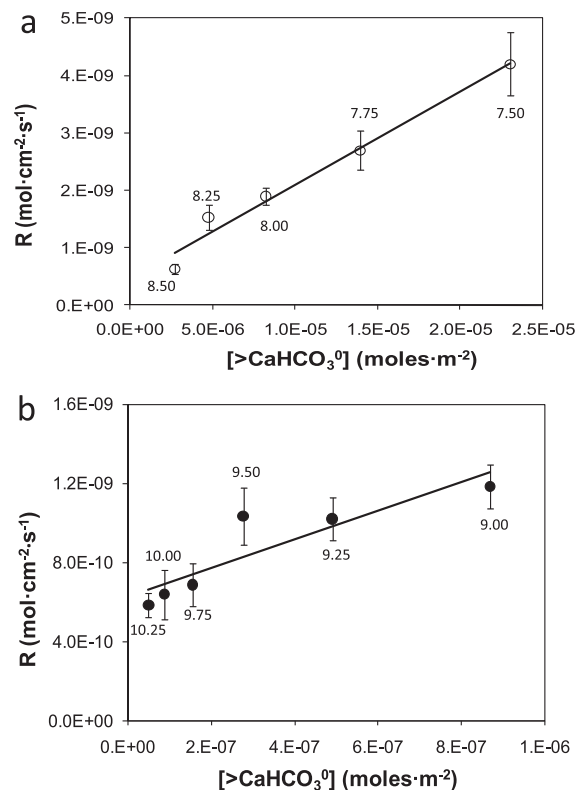 a
5.E-09
4.E-09
3.E-09
2.E-09
1.E-09
0.E+00
R (mol·cm⁻²·s⁻¹)
7.75
7.50
8.25
8.00
8.50
0.0E+00 5.0E-06 1.0E-05 1.5E-05 2.0E-05 2.5E-05
[>CaHCO₃⁰] (moles·m⁻²)
b
1.6E-09
1.2E-09
8.0E-10
4.0E-10
0.0E+00
R (mol·cm⁻²·s⁻¹)
9.50
9.00
9.25
10.00
9.75
10.25
0.E+00 2.E-07 4.E-07 6.E-07 8.E-07 1.E-06
[>CaHCO₃⁰] (moles·m⁻²)